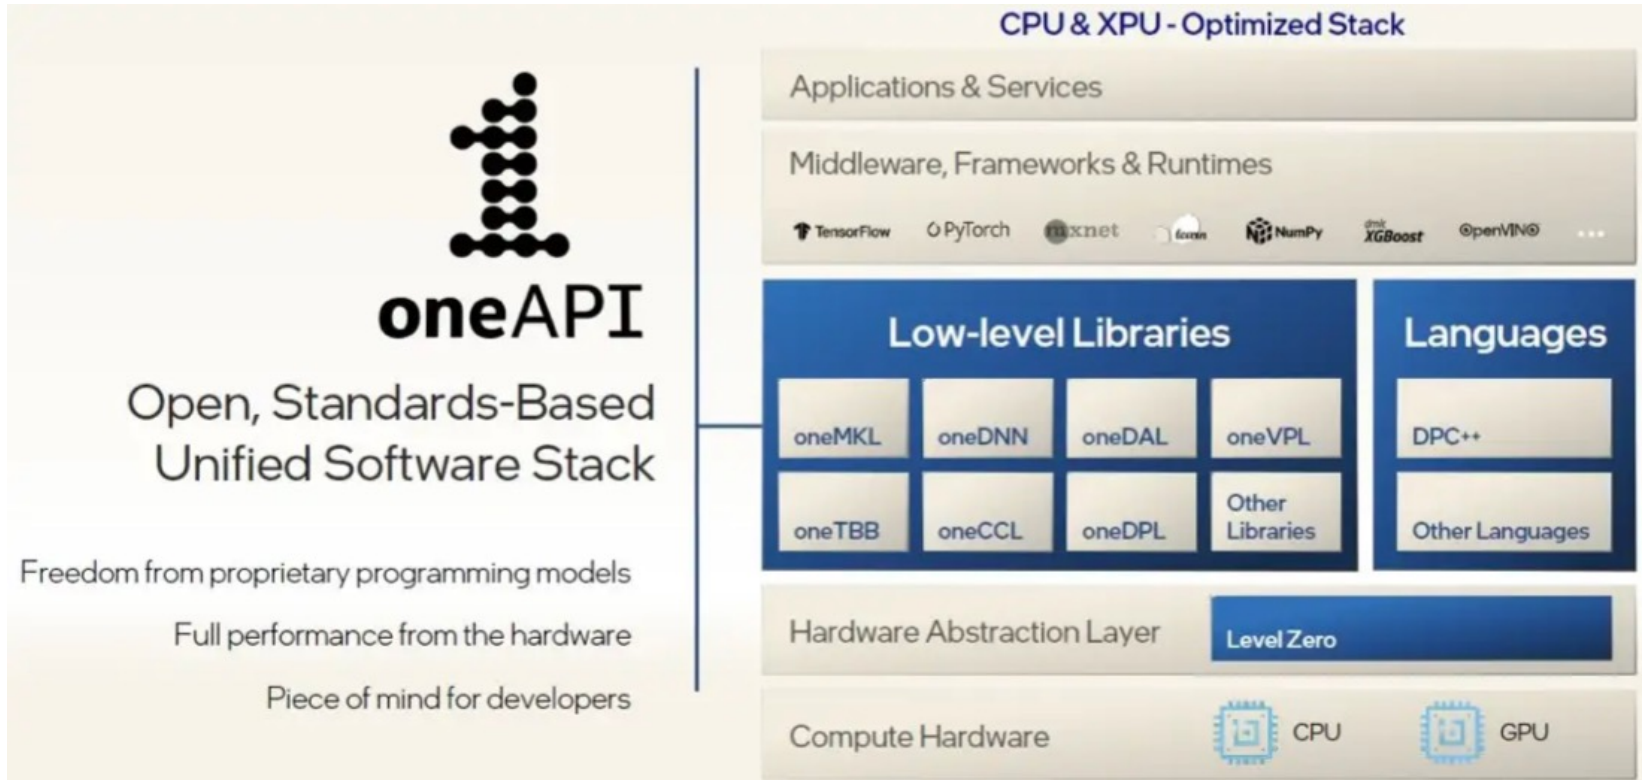 oneAPI
Open, Standards-Based
Unified Software Stack
Freedom from proprietary programming models
Full performance from the hardware
Piece of mind for developers
CPU & XPU - Optimized Stack
Applications & Services
Middleware, Frameworks & Runtimes
TensorFlow PyTorch mxnet NumPy dmlc XGBoost OpenVINO ...
Low-level Libraries
oneMKL oneDNN oneDAL oneVPL
oneTBB oneCCL oneDPL Other
Libraries
Languages
DPC++
Other Languages
Hardware Abstraction Layer Level Zero
Compute Hardware CPU GPU